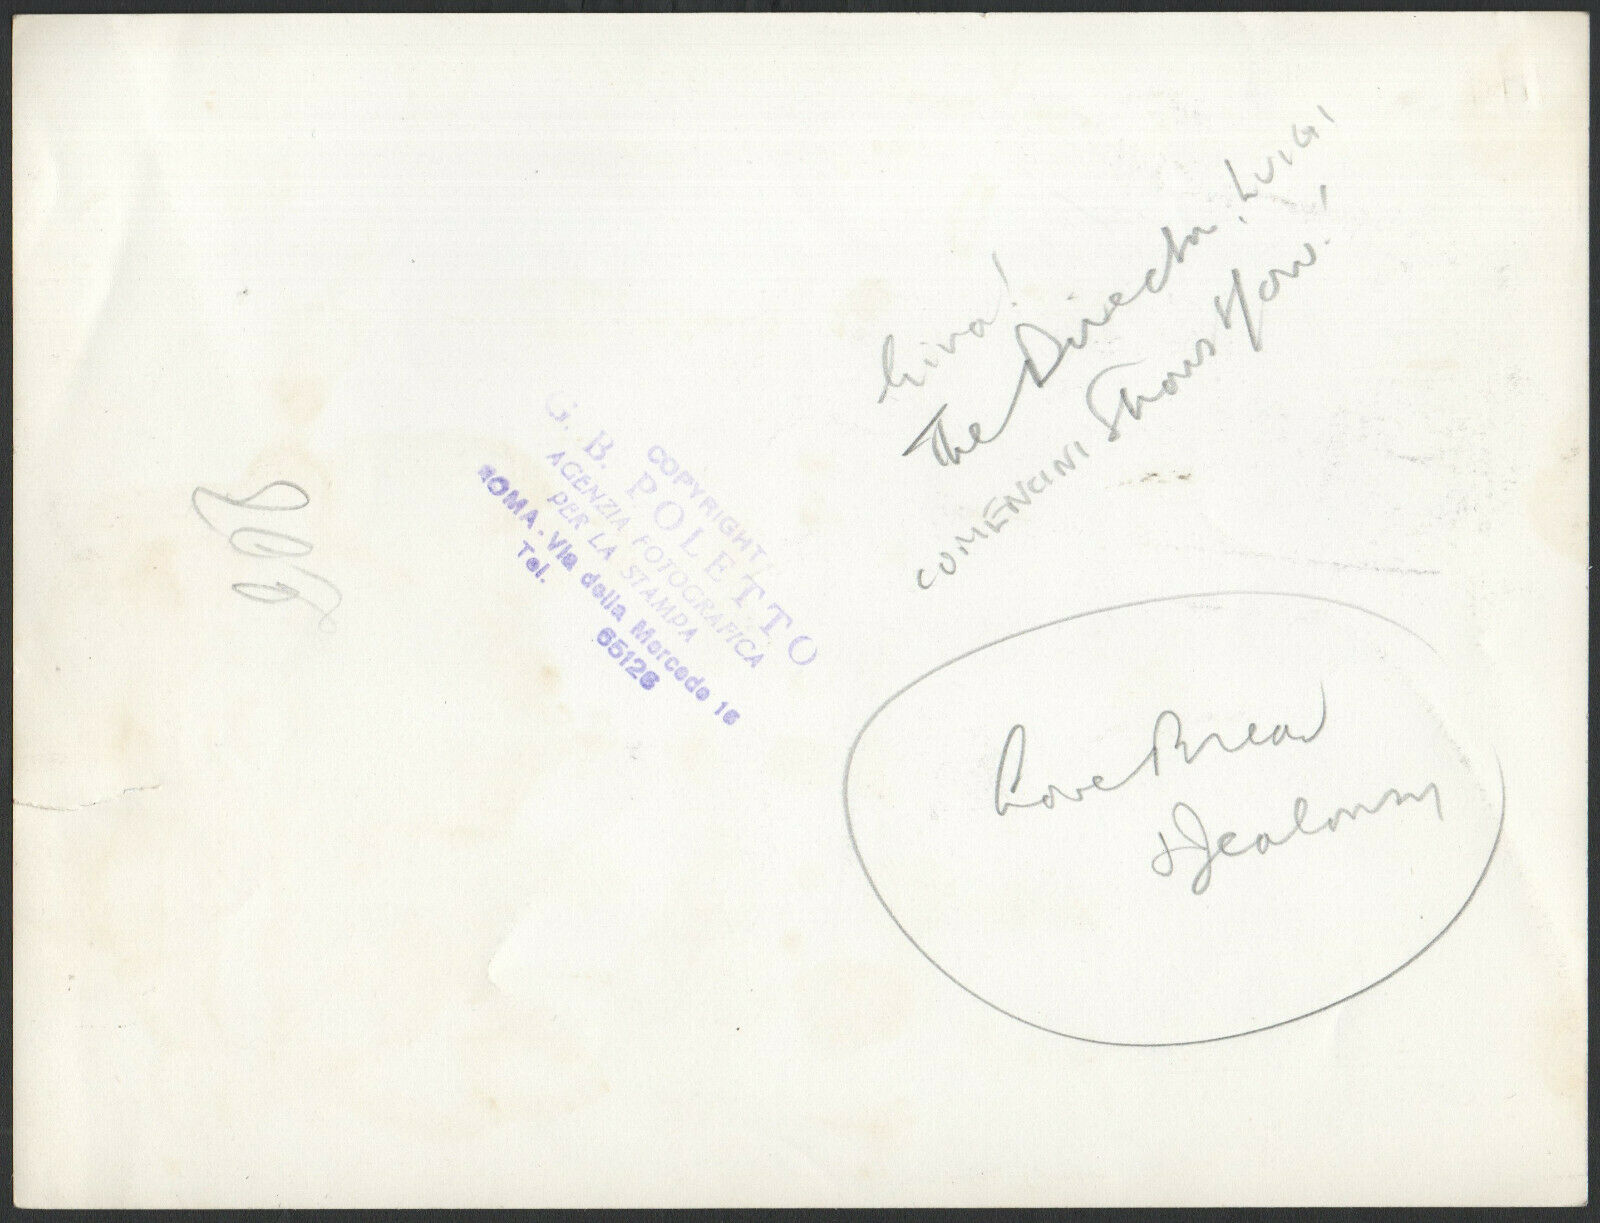 COPYRIGHT
G. B. POLETTO
AGENZIA FOTOGRAFICA
PER LA STAMPA
ROMA - Via della Mercede 16
Tel. 65126
The Director, LUIGI
COMENCINI Shows How!
Love Bread
& Jealousy